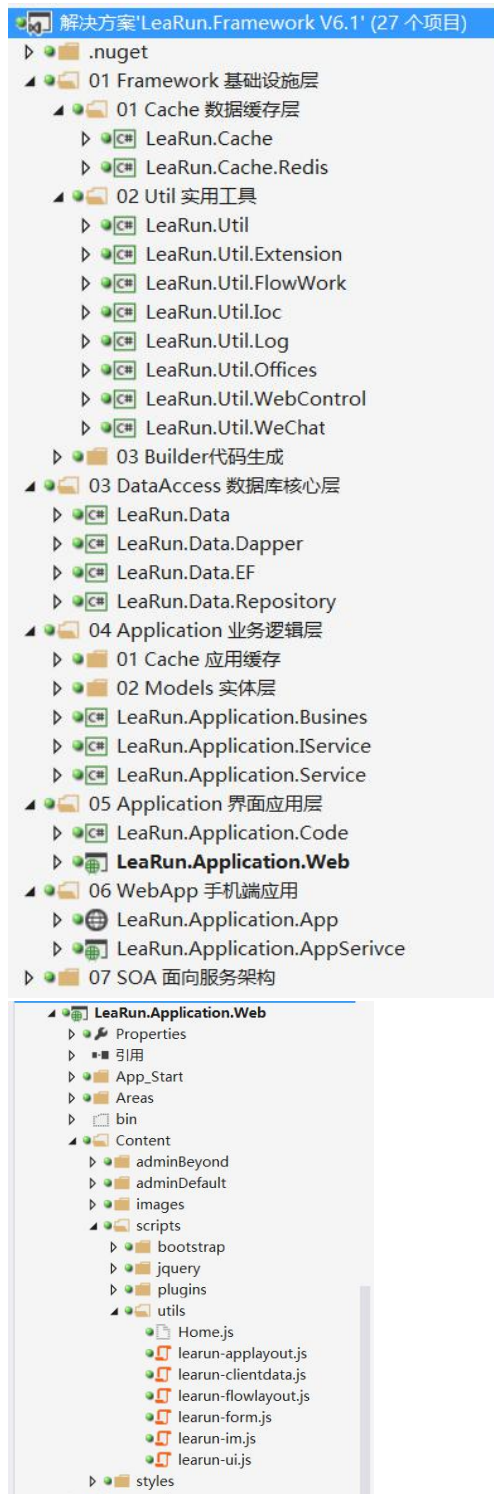 解决方案'LeaRun.Framework V6.1' (27 个项目)
.nuget
01 Framework 基础设施层
01 Cache 数据缓存层
LeaRun.Cache
LeaRun.Cache.Redis
02 Util 实用工具
LeaRun.Util
LeaRun.Util.Extension
LeaRun.Util.FlowWork
LeaRun.Util.Ioc
LeaRun.Util.Log
LeaRun.Util.Offices
LeaRun.Util.WebControl
LeaRun.Util.WeChat
03 Builder代码生成
03 DataAccess 数据库核心层
LeaRun.Data
LeaRun.Data.Dapper
LeaRun.Data.EF
LeaRun.Data.Repository
04 Application 业务逻辑层
01 Cache 应用缓存
02 Models 实体层
LeaRun.Application.Busines
LeaRun.Application.IService
LeaRun.Application.Service
05 Application 界面应用层
LeaRun.Application.Code
LeaRun.Application.Web
06 WebApp 手机端应用
LeaRun.Application.App
LeaRun.Application.AppSerivce
07 SOA 面向服务架构
LeaRun.Application.Web
Properties
引用
App_Start
Areas
bin
Content
adminBeyond
adminDefault
images
scripts
bootstrap
jquery
plugins
utils
Home.js
learun-applayout.js
learun-clientdata.js
learun-flowlayout.js
learun-form.js
learun-im.js
learun-ui.js
styles